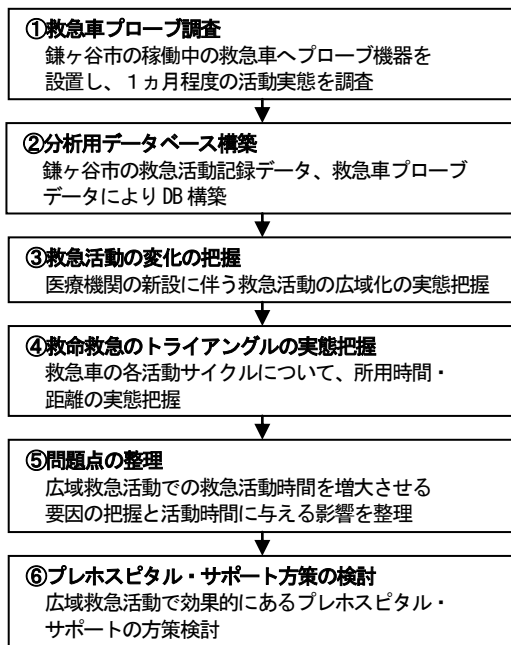 ①救急車プローブ調査
鎌ヶ谷市の稼働中の救急車へプローブ機器を
設置し、１ヵ月程度の活動実態を調査
②分析用データベース構築
鎌ヶ谷市の救急活動記録データ、救急車プローブ
データによりDB構築
③救急活動の変化の把握
医療機関の新設に伴う救急活動の広域化の実態把握
④救命救急のトライアングルの実態把握
救急車の各活動サイクルについて、所用時間・
距離の実態把握
⑤問題点の整理
広域救急活動での救急活動時間を増大させる
要因の把握と活動時間に与える影響を整理
⑥プレホスピタル・サポート方策の検討
広域救急活動で効果的にあるプレホスピタル・
サポートの方策検討